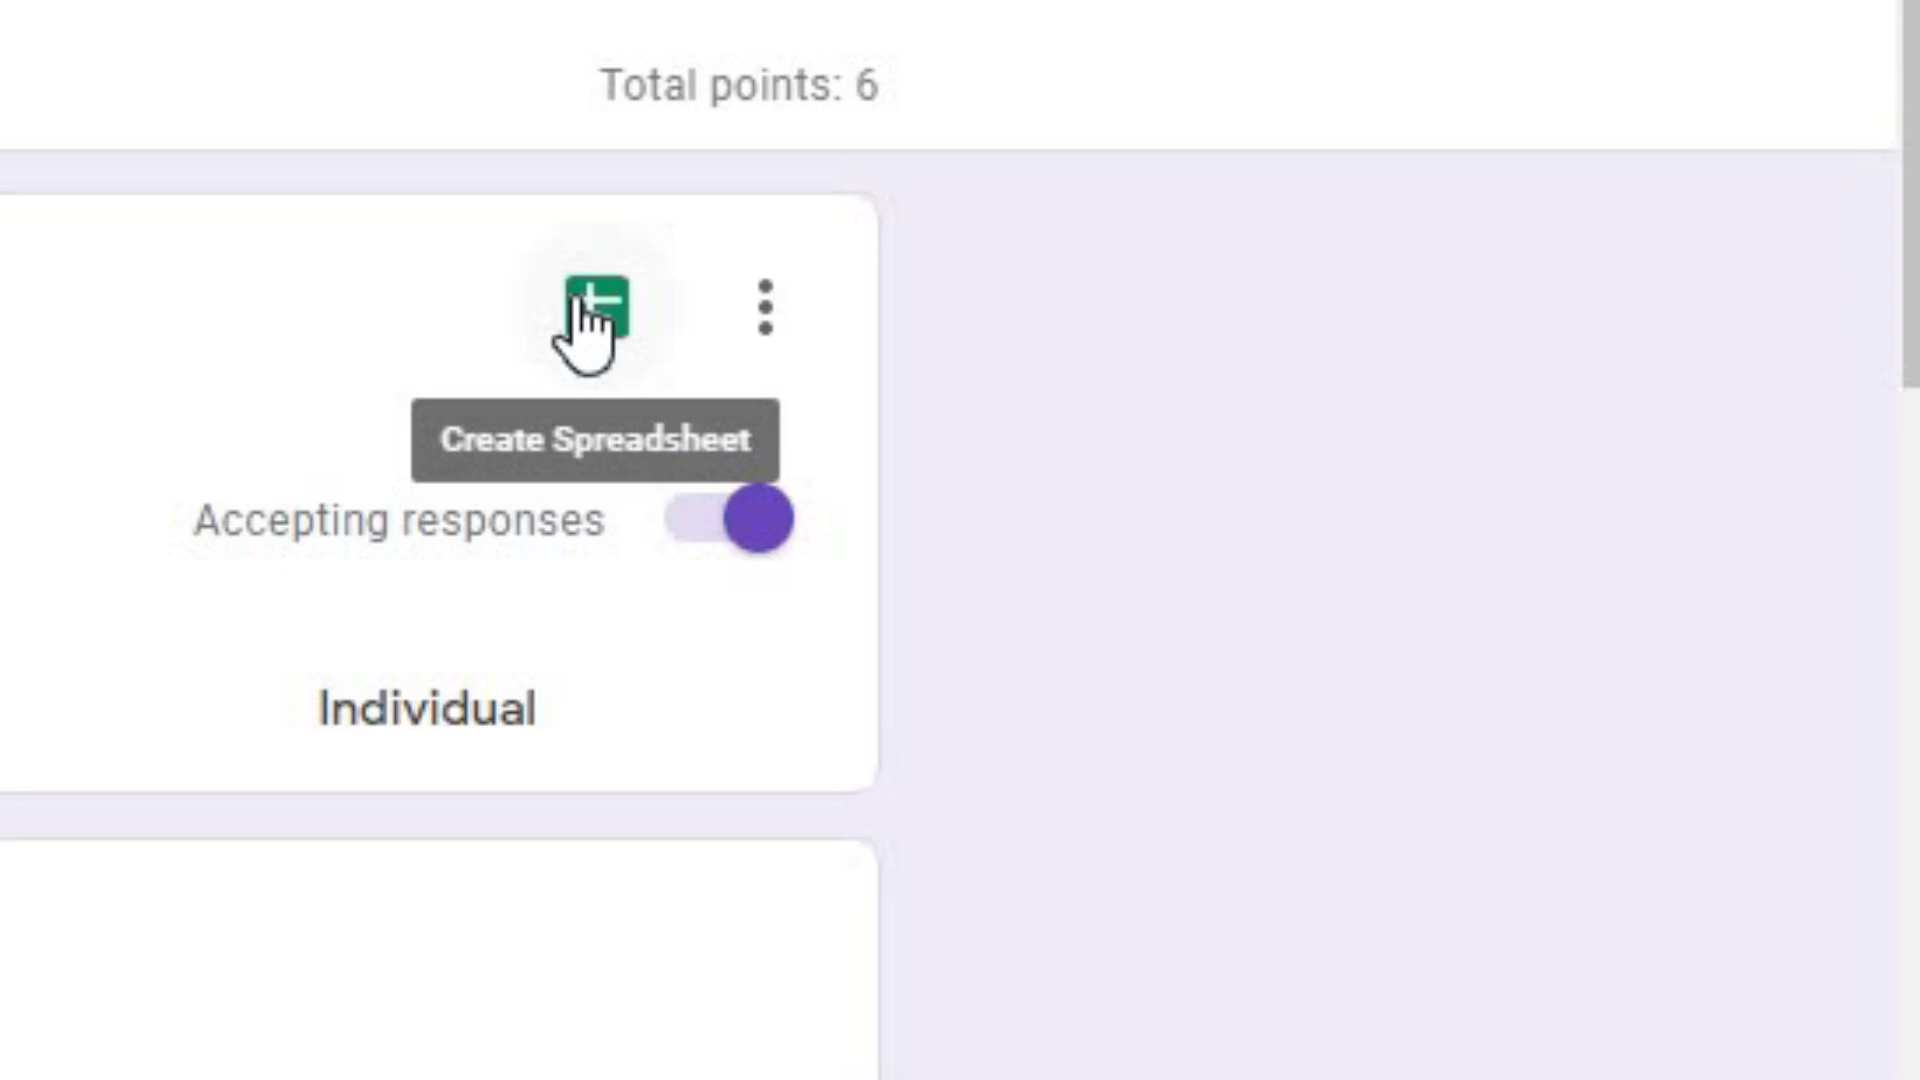 Total points: 6
Create Spreadsheet
Accepting responses
Individual